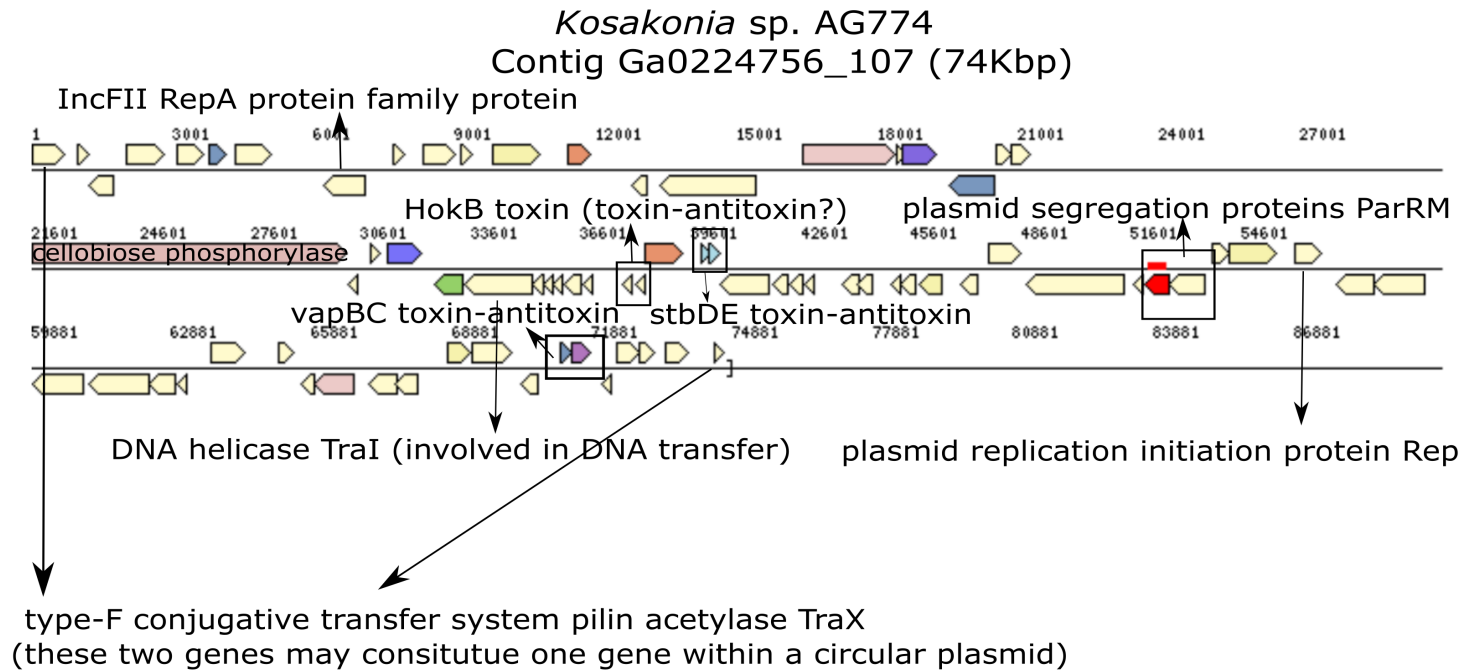 Kosakonia sp. AG774
Contig Ga0224756_107 (74Kbp)
IncFII RepA protein family protein
1 3001 6001 9001 12001 15001 18001 21001 24001 27001
HokB toxin (toxin-antitoxin?) plasmid segregation proteins ParRM
21601 24601 27601 30601 33601 36601 39601 42601 45601 48601 51601 54601
cellobiose phosphorylase
vapBC toxin-antitoxin stbDE toxin-antitoxin
59881 62881 65881 68881 71881 74881 77881 80881 83881 86881
DNA helicase TraI (involved in DNA transfer) plasmid replication initiation protein Rep
type-F conjugative transfer system pilin acetylase TraX
(these two genes may consitutue one gene within a circular plasmid)